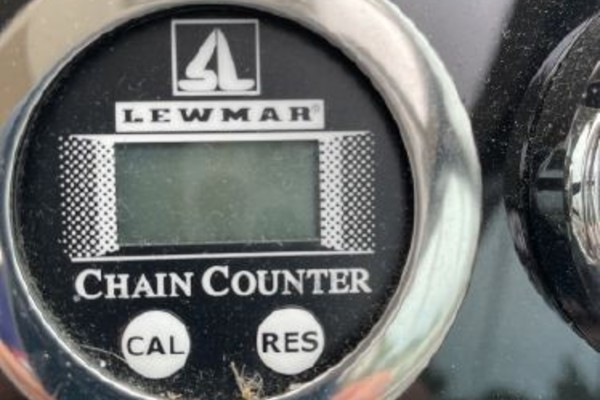 LEWMAR®
CHAIN COUNTER
CAL
RES